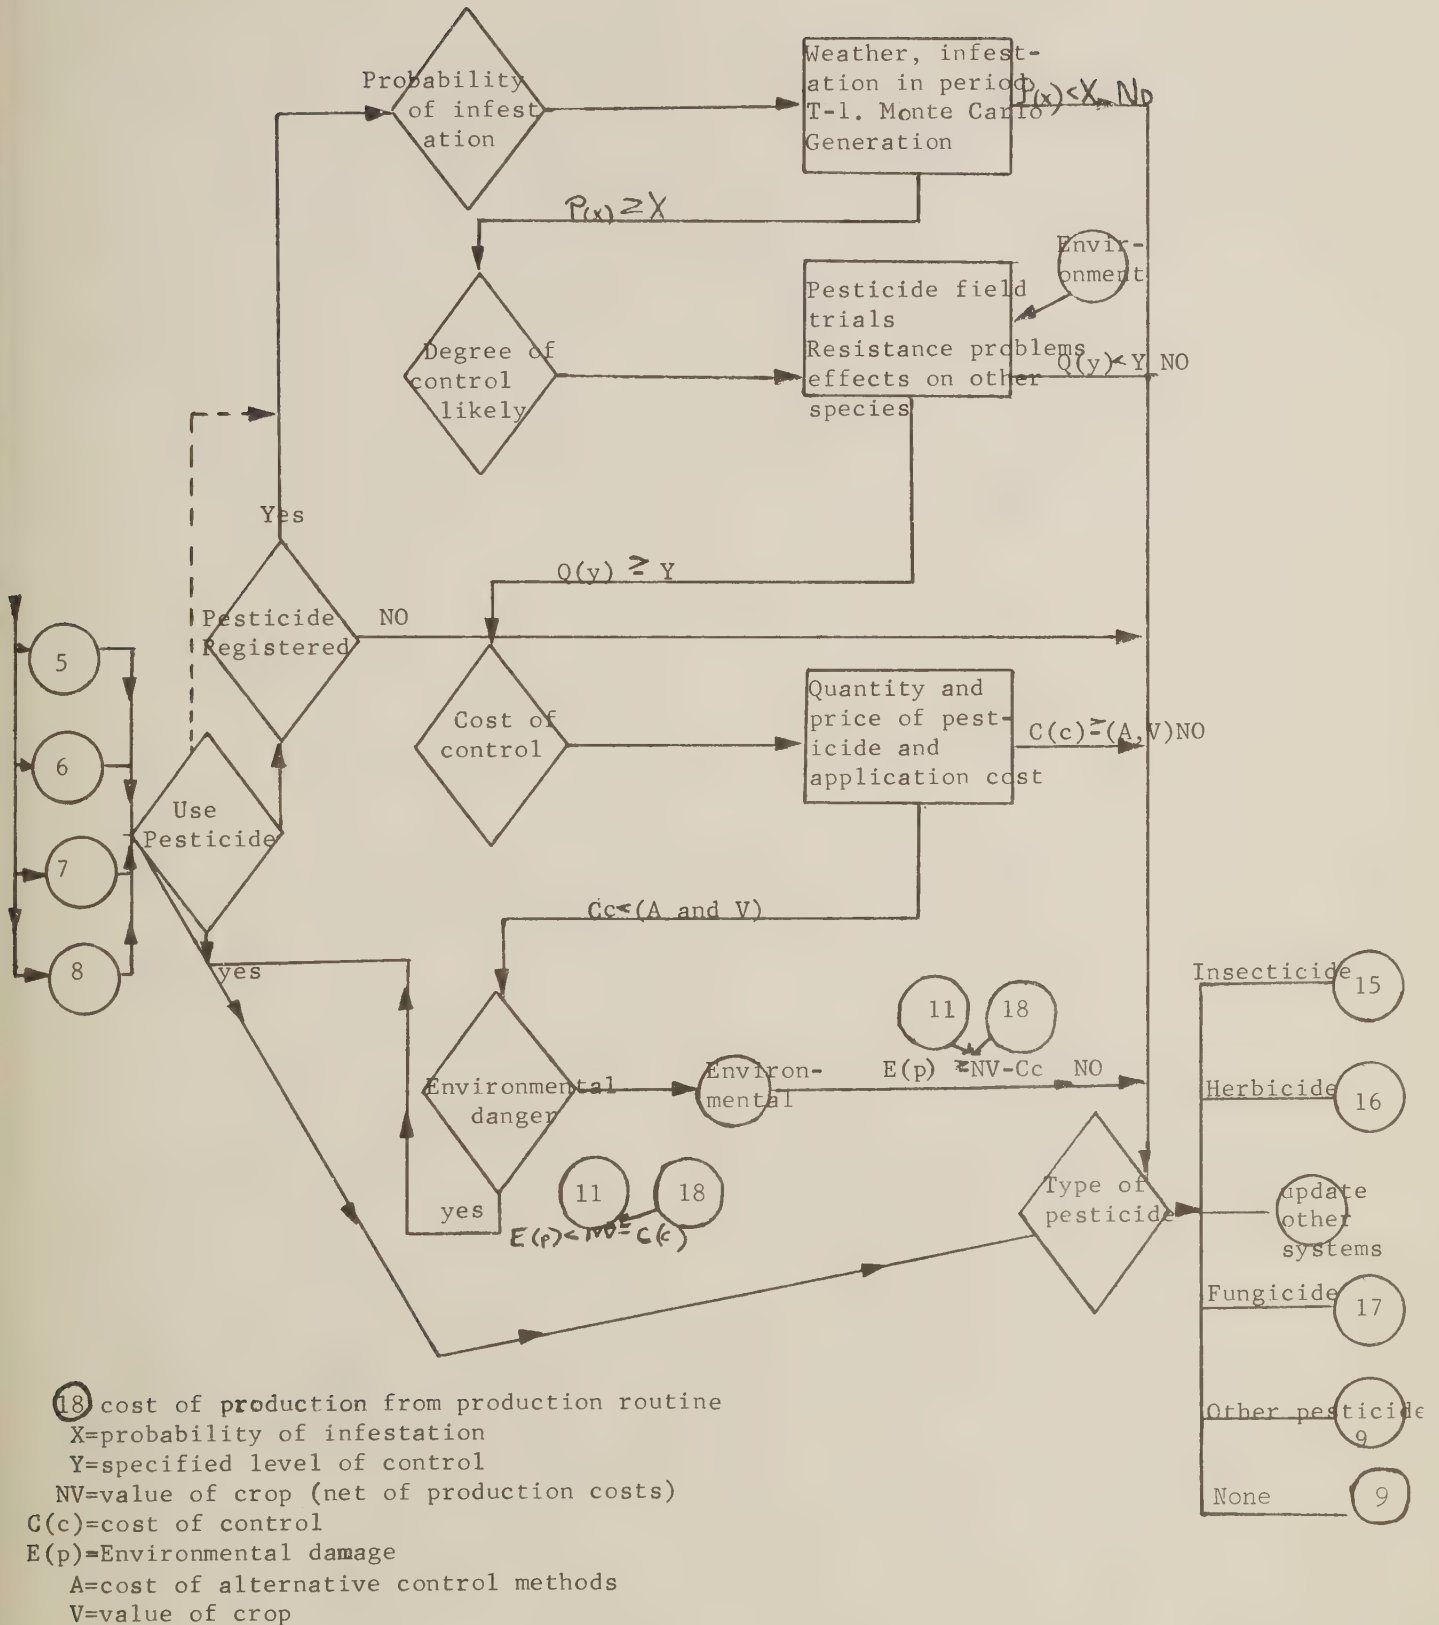 Probability
of infest
ation
Weather, infest-
ation in period
T-1. Monte Carlo
Generation
P(x)<X NO
P(x) ≥ X
Envir-
onment
Degree of
control
likely
Pesticide field
trials
Resistance problems
effects on other
species
Q(y)<Y NO
Yes
Q(y) ≥ Y
Pesticide
Registered
NO
5
6
7
8
Use
Pesticide
Cost of
control
Quantity and
price of pest-
icide and
application cost
C(c)≥(A,V)NO
Cc<(A and V)
yes
Environmental
danger
Environ-
mental
11
18
E(p) ≥NV-Cc NO
yes
11
18
E(p)<NV- C(c)
Type of
pesticide
Insecticide
15
Herbicide
16
update
other
systems
Fungicide
17
Other pesticide
9
None
9
18 cost of production from production routine
X=probability of infestation
Y=specified level of control
NV=value of crop (net of production costs)
C(c)=cost of control
E(p)=Environmental damage
A=cost of alternative control methods
V=value of crop